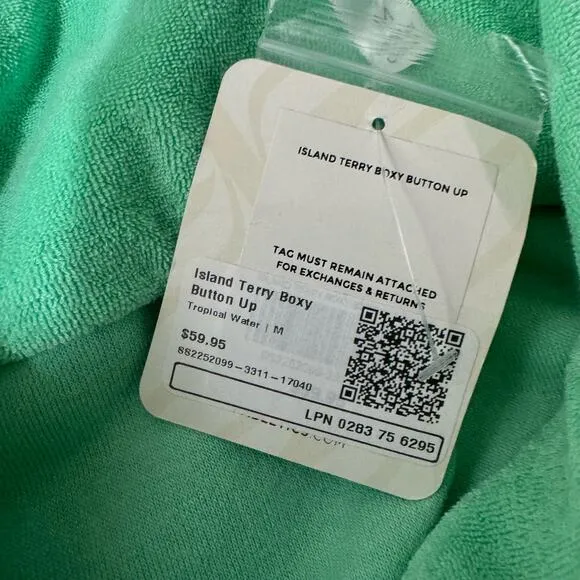 ISLAND TERRY BOXY BUTTON UP
TAG MUST REMAIN ATTACHED
FOR EXCHANGES & RETURNS
Island Terry Boxy
Button Up
Tropical Water | M
$59.95
882252099-3311-17040
LPN 0283 75 6295